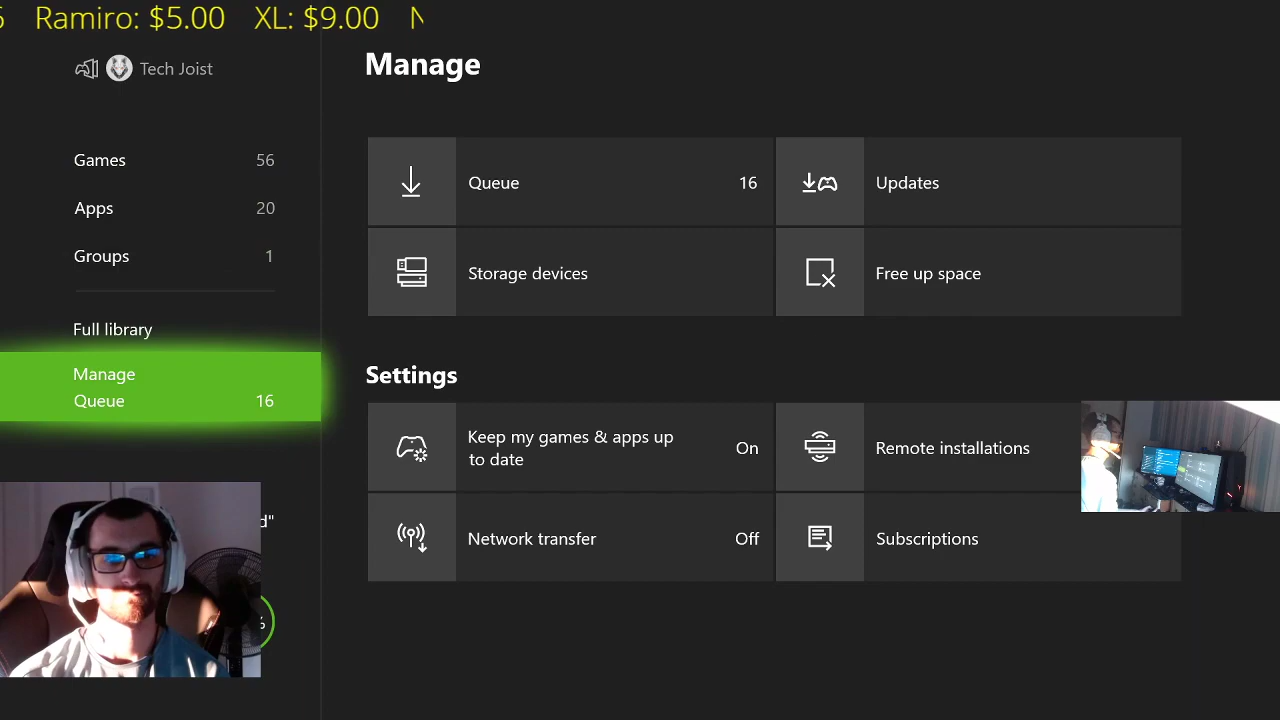 Ramiro: $5.00 XL: $9.00
Tech Joist
Games 56
Apps 20
Groups 1
Full library
Manage
Queue 16
d"
%
Manage
Queue 16
Updates
Storage devices
Free up space
Settings
Keep my games & apps up
to date
On
Remote installations
Network transfer Off
Subscriptions